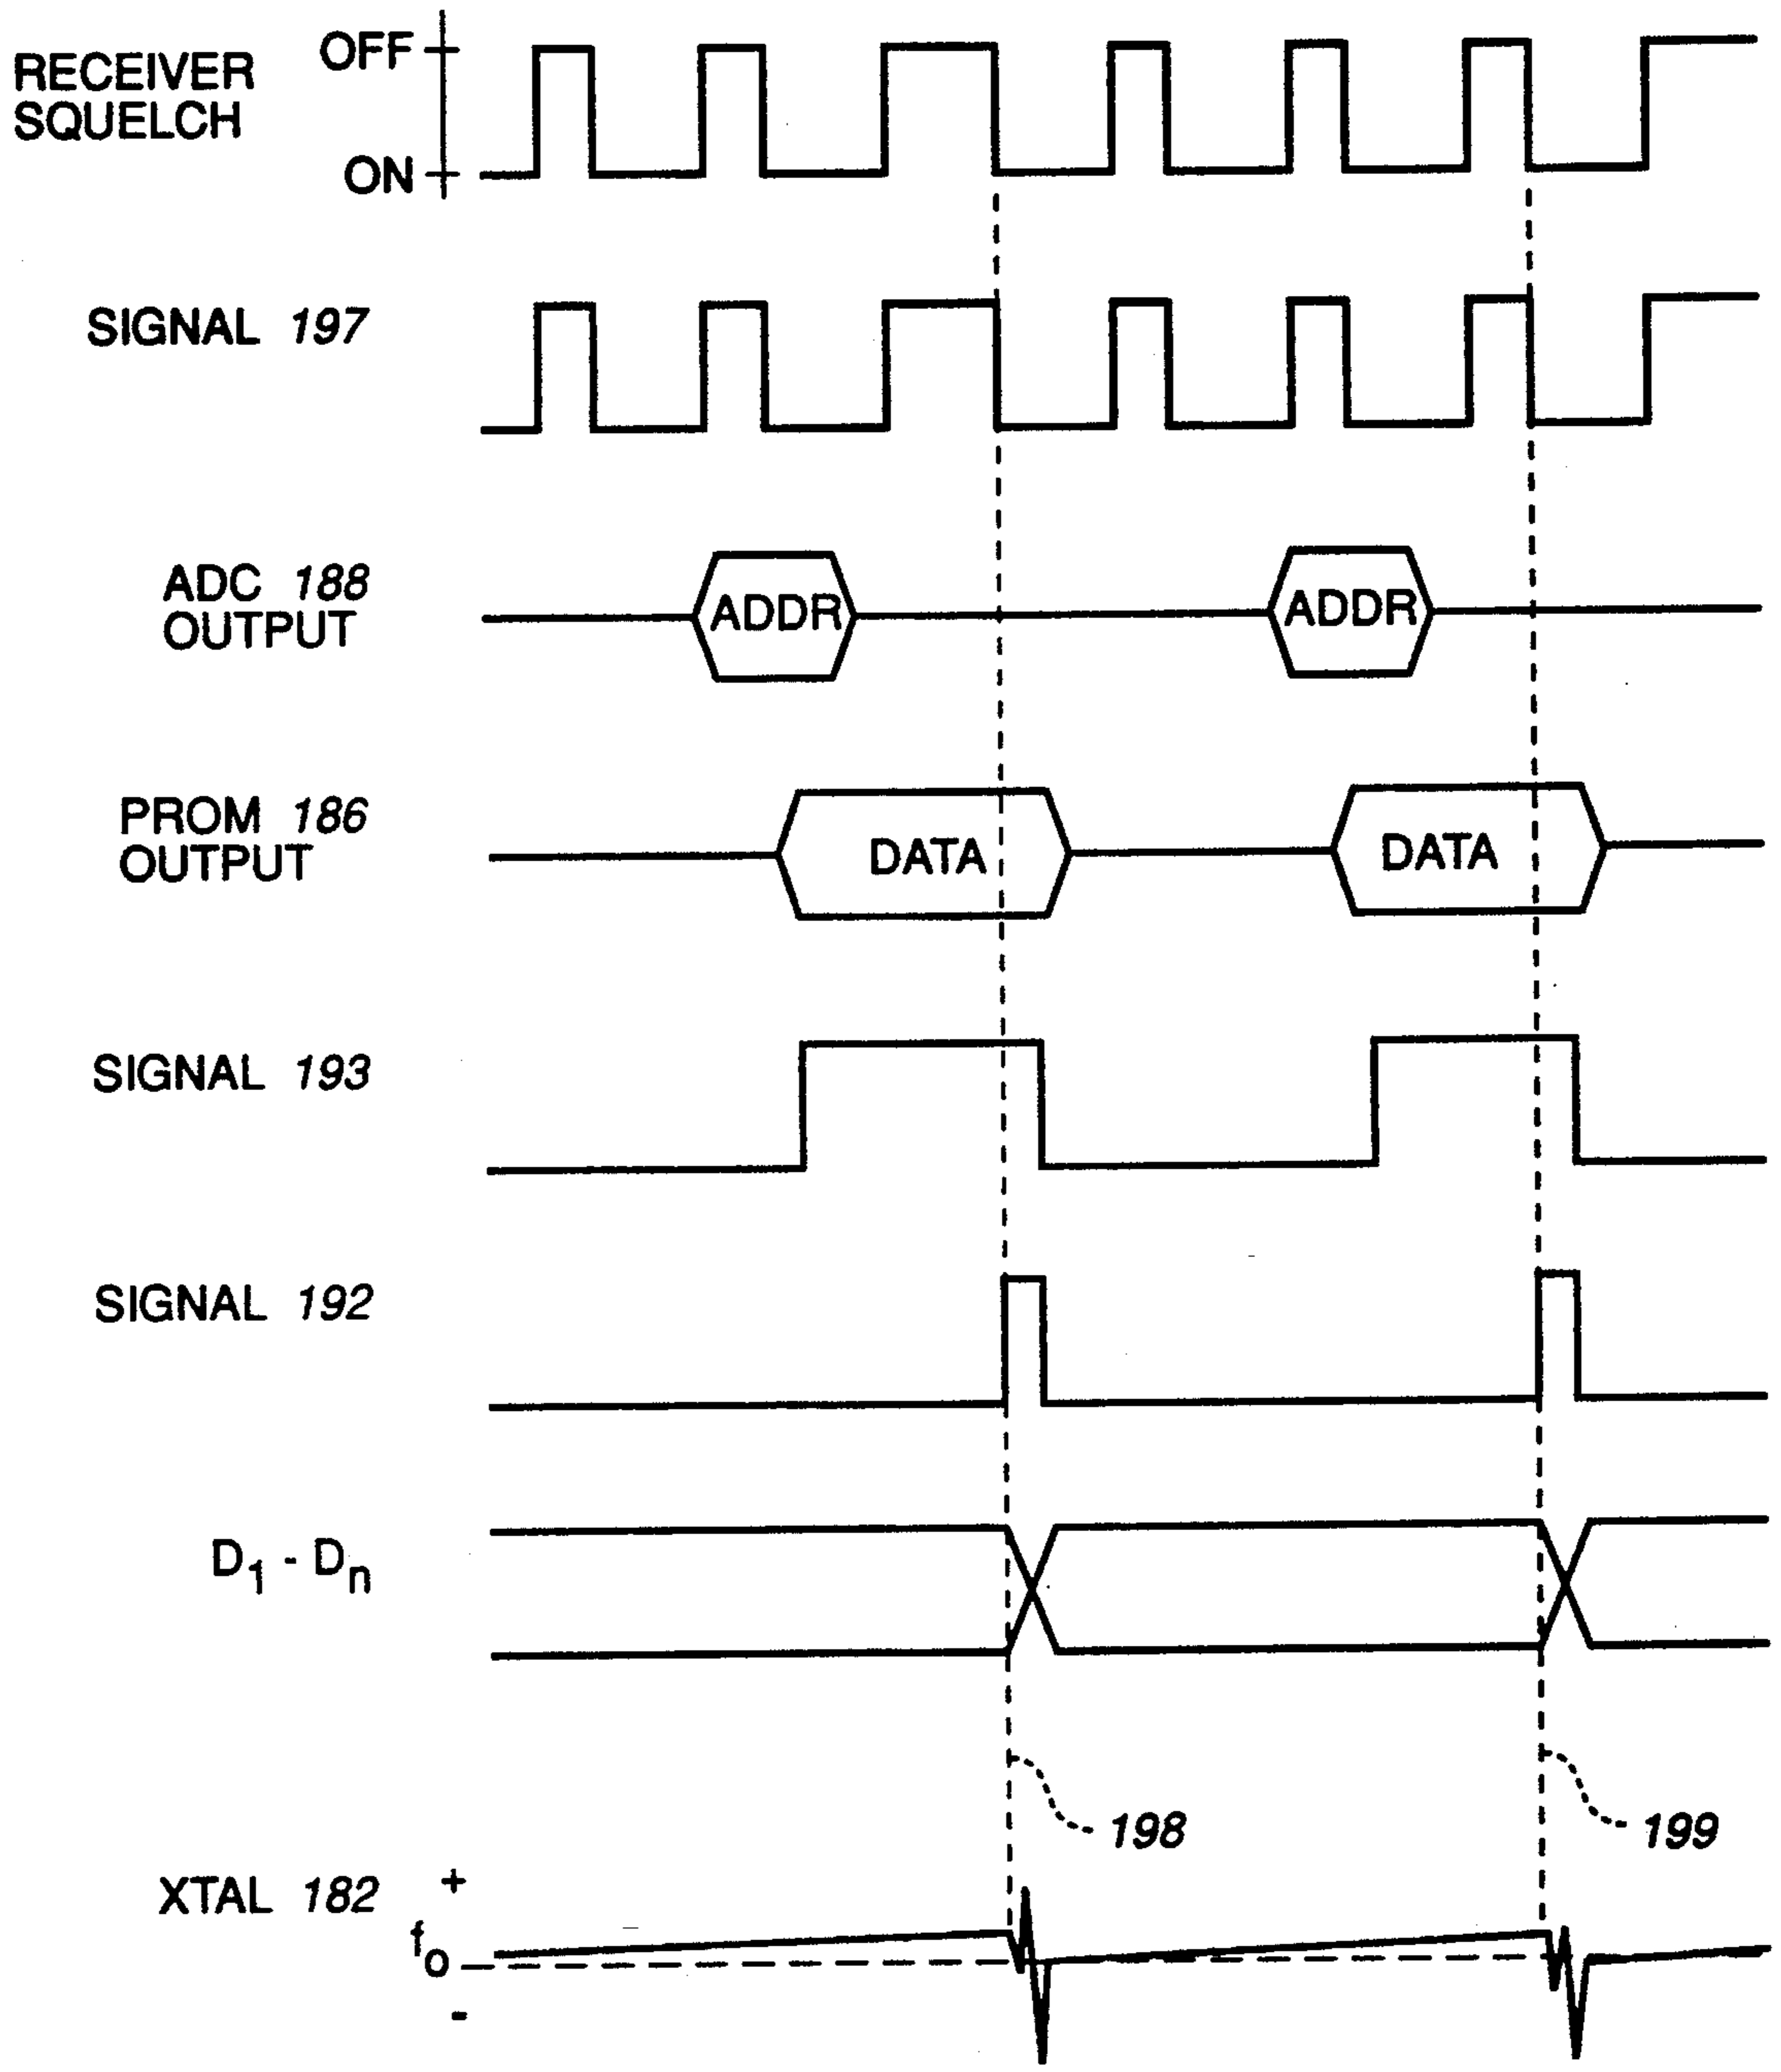 RECEIVER
SQUELCH
OFF
ON
SIGNAL 197
ADC 188
OUTPUT
ADDR
ADDR
PROM 186
OUTPUT
DATA
DATA
SIGNAL 193
SIGNAL 192
D1 - Dn
198
199
XTAL 182
+
fo
-